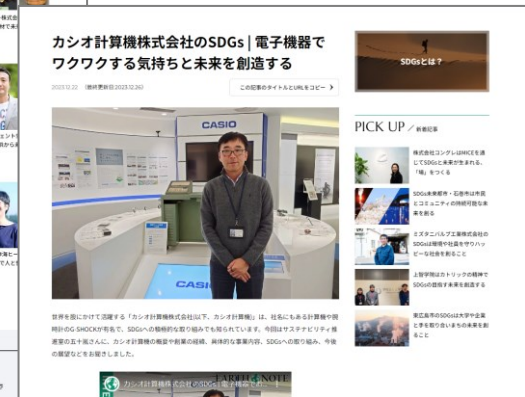 カシオ計算機株式会社のSDGs | 電子機器で
ワクワクする気持ちと未来を創造する
2023.12.22 （最終更新日:2023.12.26）
この記事のタイトルとURLをコピー
CASIO
世界を股にかけて活躍する「カシオ計算機株式会社(以下、カシオ計算機)」は、社名にもある計算機や腕
時計のG-SHOCKが有名で、SDGsへの積極的な取り組みでも知られています。今回はサステナビリティ推
進室の五十嵐さんに、カシオ計算機の概要や創業の経緯、具体的な事業内容、SDGsへの取り組み、今後
の展望などをお聞きしました。
カシオ計算機株式会社のSDGs | 電子機器での...
SDGsとは？
PICK UP / 新着記事
株式会社コングレはMICEを通
じてSDGsと未来が生まれる、
「場」をつくる
SDGs未来都市・石巻市は市民
とコミュニティの持続可能な未
来を創る
ミズタニバルブ工業株式会社の
SDGsは環境や社員を守りハッ
ピーな社会を創ること
上智学院はカトリックの精神で
SDGsの目指す未来を創造する
東広島市のSDGsは大学や企業
と手を取り合いまちの未来を創
ること